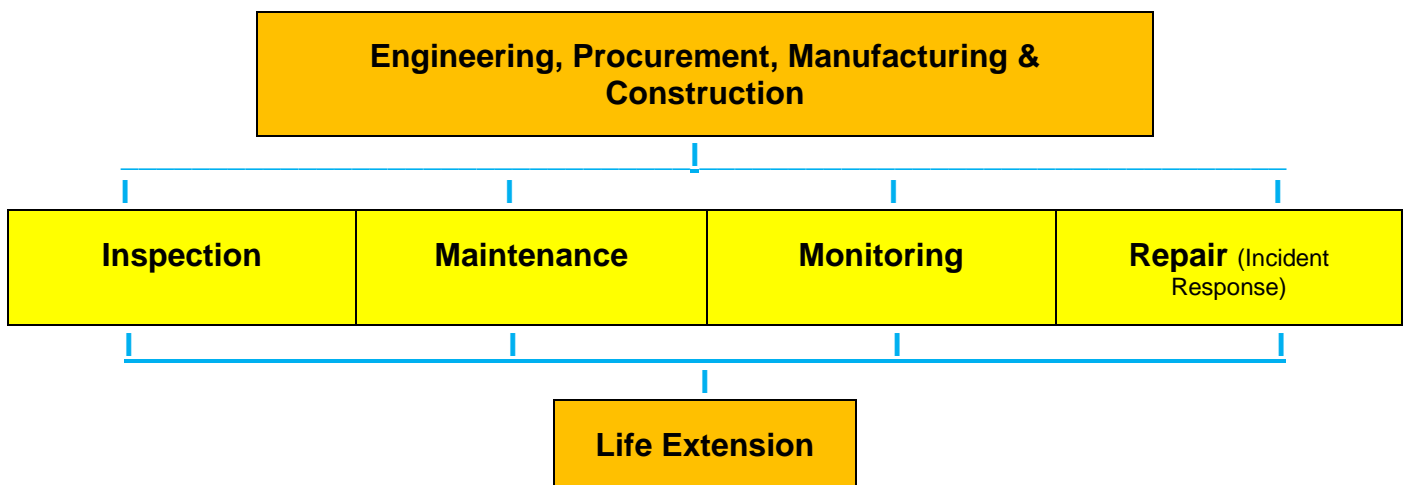 Engineering, Procurement, Manufacturing &
Construction
Inspection
Maintenance
Monitoring
Repair (Incident
Response)
Life Extension